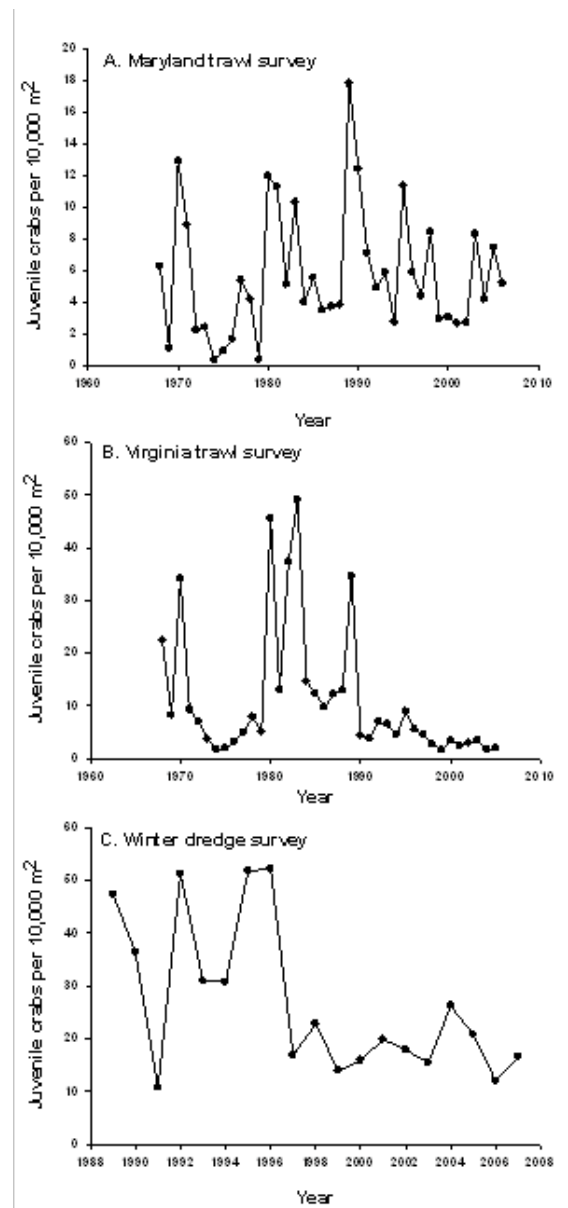 A. Maryland trawl survey
20
18
16
14
12
10
8
6
4
2
0
Juvenile crabs per 10,000 m²
1960 1970 1980 1990 2000 2010
Year
B. Virginia trawl survey
60
50
40
30
20
10
0
Juvenile crabs per 10,000 m²
1960 1970 1980 1990 2000 2010
Year
C. Winter dredge survey
60
50
40
30
20
10
0
Juvenile crabs per 10,000 m²
1988 1990 1992 1994 1996 1998 2000 2002 2004 2006 2008
Year